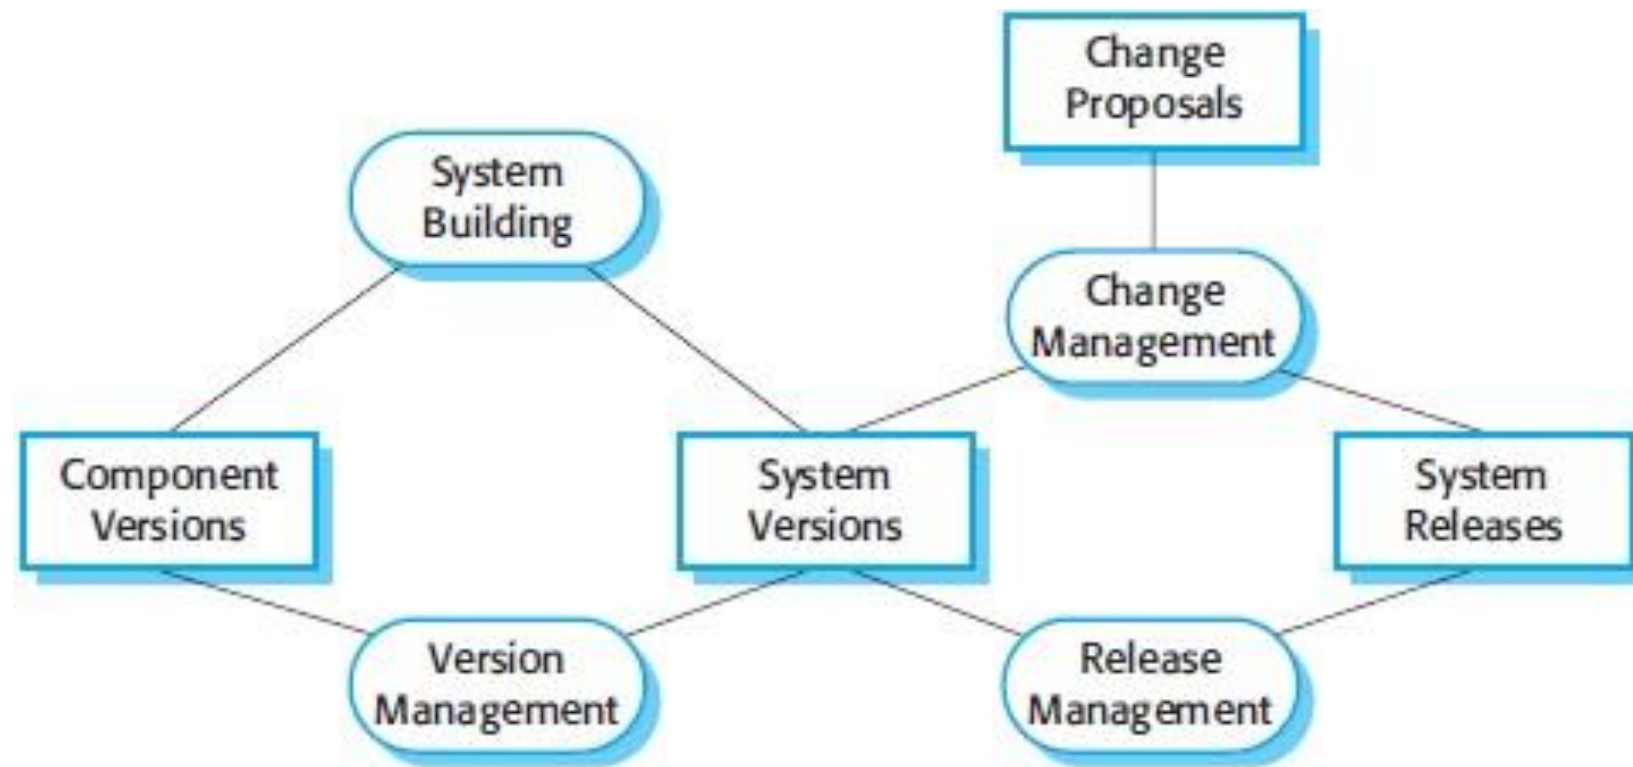 Change
Proposals
System
Building
Change
Management
Component
Versions
System
Versions
System
Releases
Version
Management
Release
Management